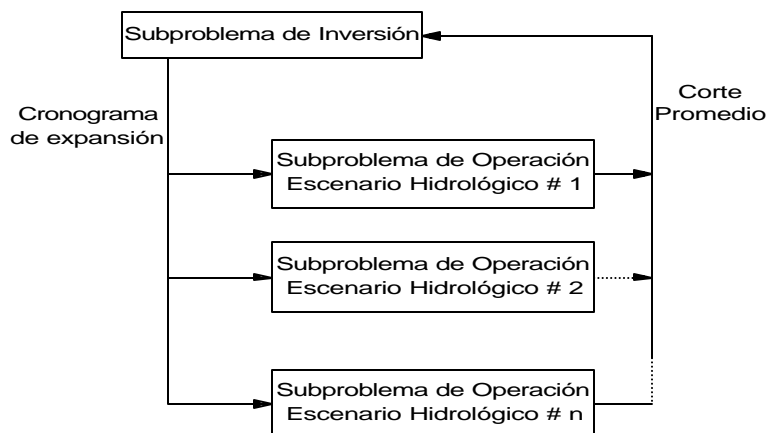 Subproblema de Inversión
Cronograma
de expansión
Corte
Promedio
Subproblema de Operación
Escenario Hidrológico # 1
Subproblema de Operación
Escenario Hidrológico # 2
Subproblema de Operación
Escenario Hidrológico # n